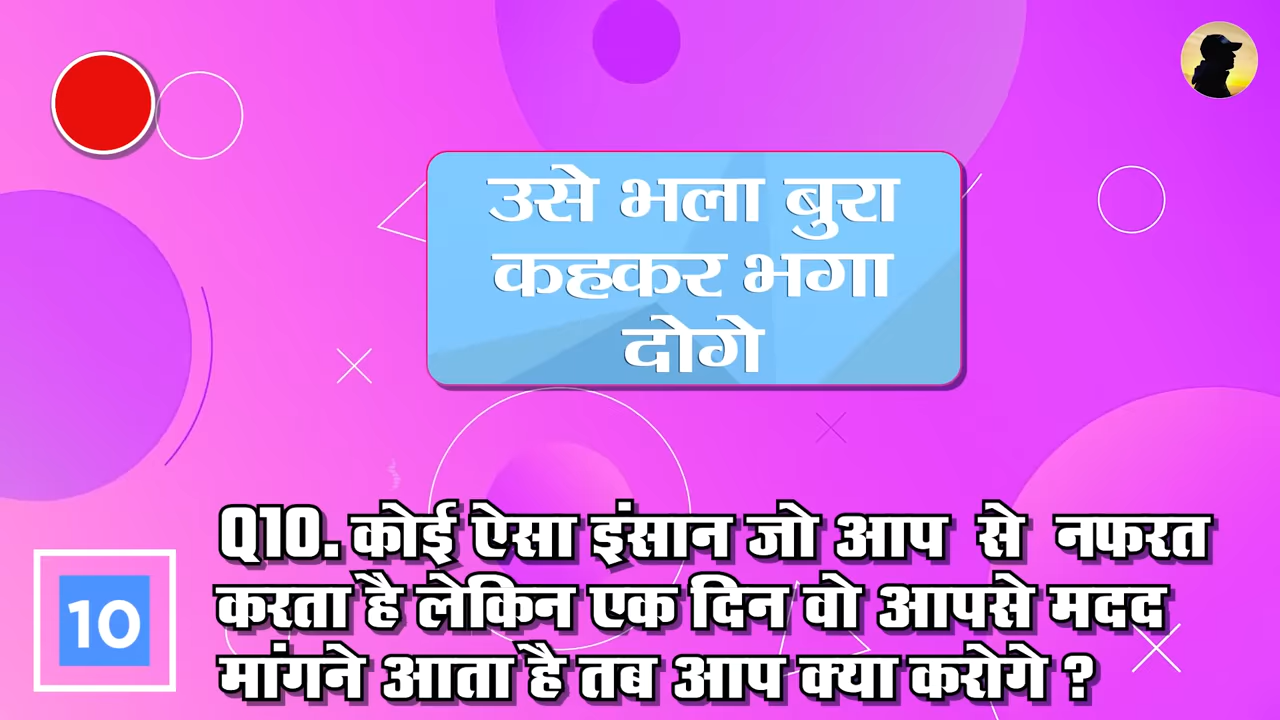 उसे भला बुरा
कहकर भगा
दोगे
Q10. कोई ऐसा इंसान जो आप से नफरत
करता है लेकिन एक दिन वो आपसे मदद
मांगने आता है तब आप क्या करोगे ?
10